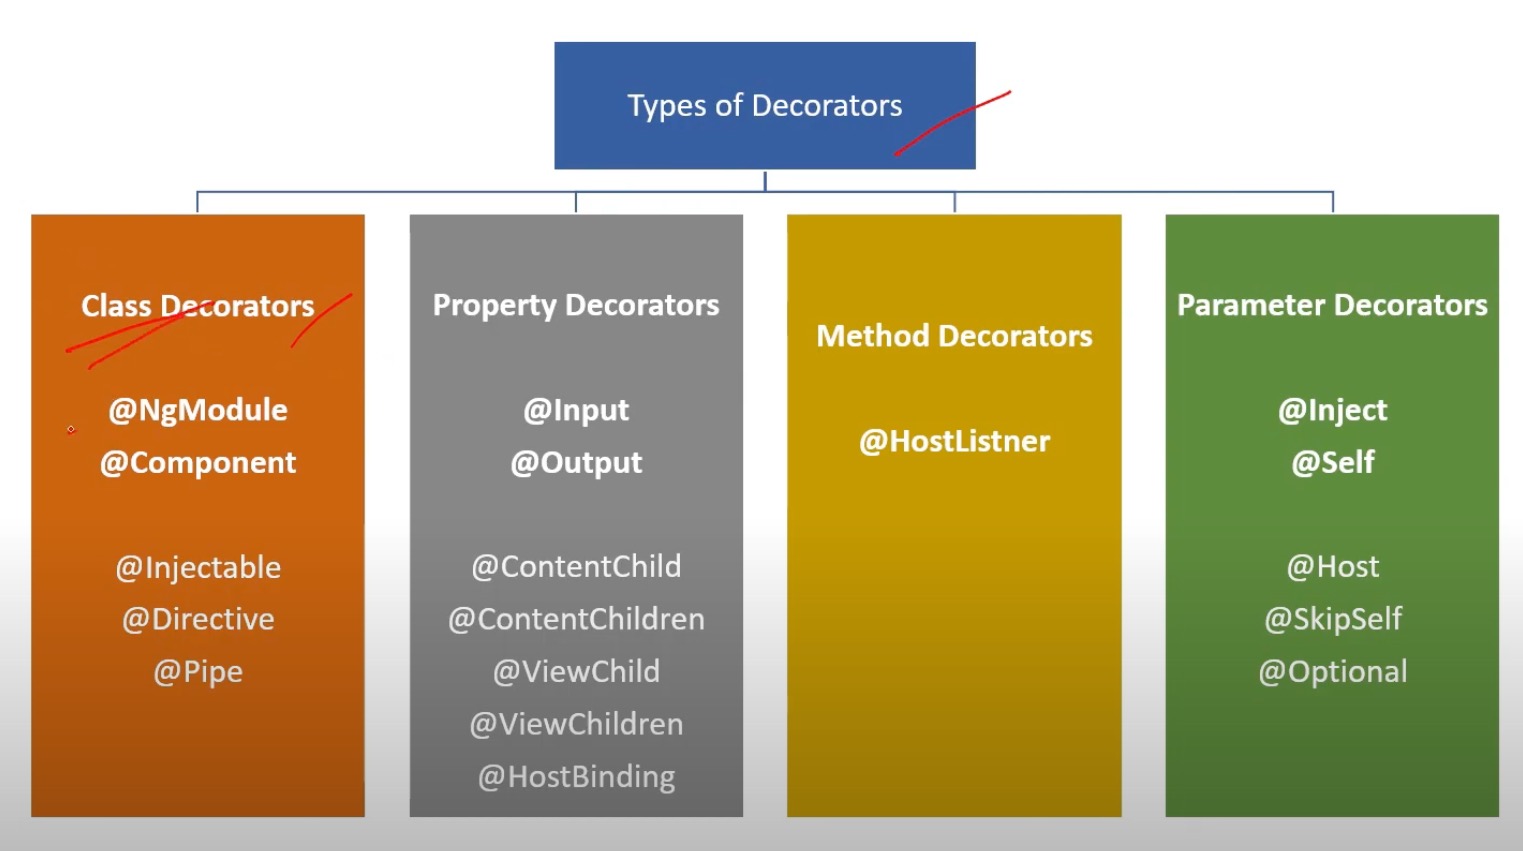 Types of Decorators
Class Decorators
@NgModule
@Component
@Injectable
@Directive
@Pipe
Property Decorators
@Input
@Output
@ContentChild
@ContentChildren
@ViewChild
@ViewChildren
@HostBinding
Method Decorators
@HostListner
Parameter Decorators
@Inject
@Self
@Host
@SkipSelf
@Optional